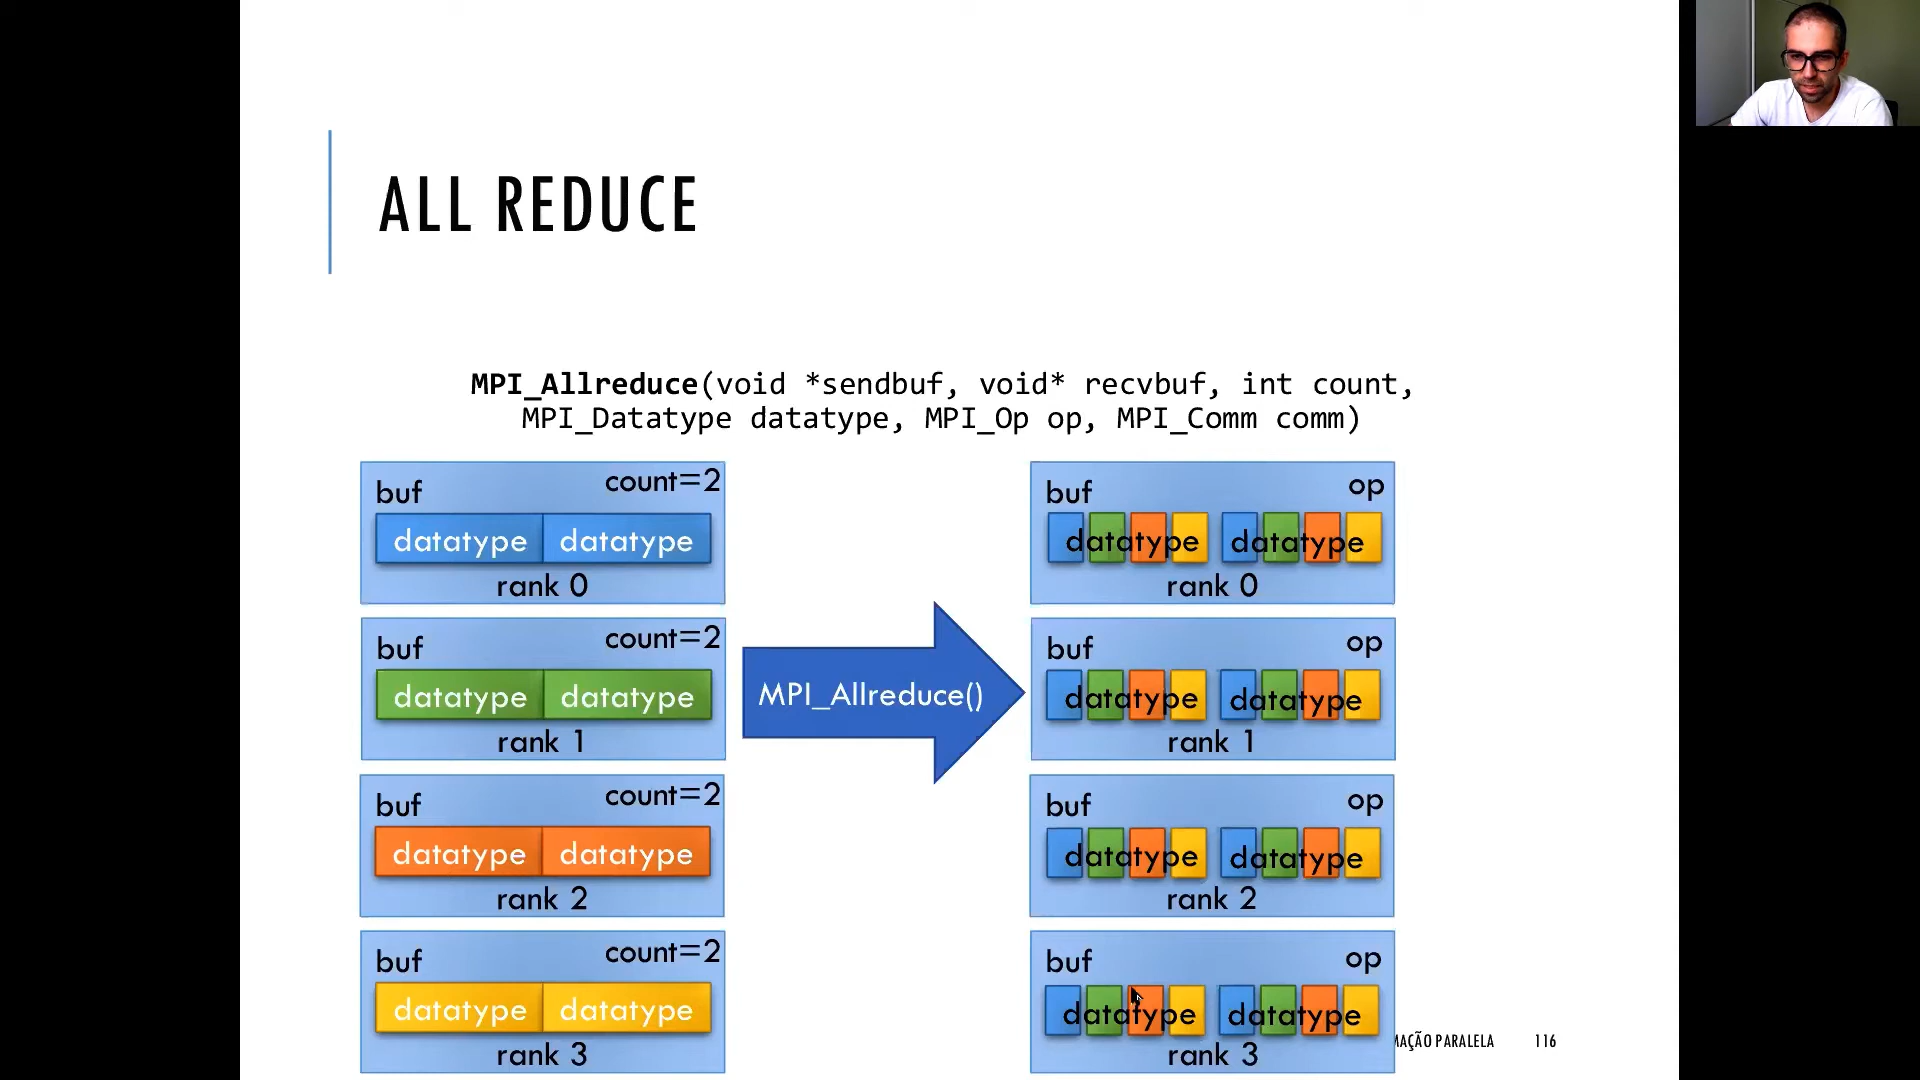 ALL REDUCE
MPI_Allreduce(void *sendbuf, void* recvbuf, int count,
MPI_Datatype datatype, MPI_Op op, MPI_Comm comm)
buf count=2
datatype datatype
rank 0
buf count=2
datatype datatype
rank 1
buf count=2
datatype datatype
rank 2
buf count=2
datatype datatype
rank 3
MPI_Allreduce()
buf op
datatype datatype
rank 0
buf op
datatype datatype
rank 1
buf op
datatype datatype
rank 2
buf op
datatype datatype
rank 3
PARALELA 116